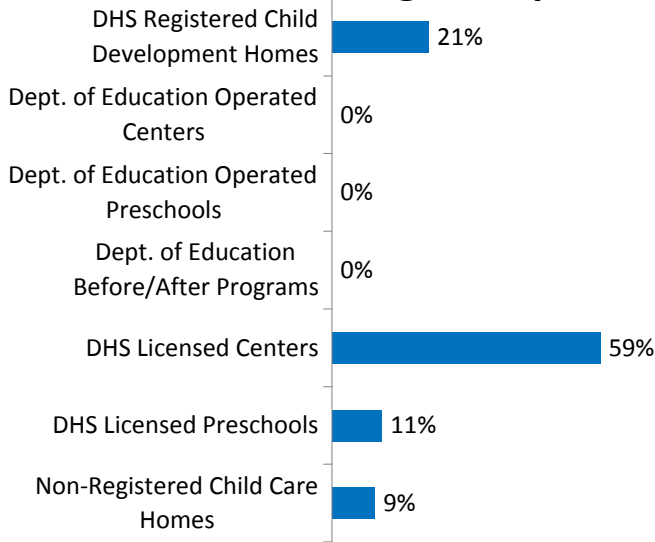 DHS Registered Child
Development Homes
21%
Dept. of Education Operated
Centers
0%
Dept. of Education Operated
Preschools
0%
Dept. of Education
Before/After Programs
0%
DHS Licensed Centers
59%
DHS Licensed Preschools
11%
Non-Registered Child Care
Homes
9%